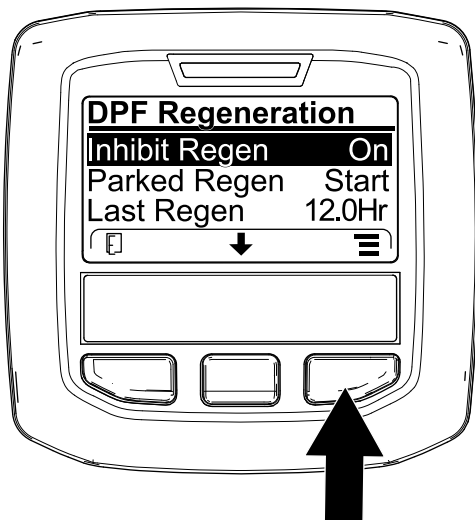 DPF Regeneration
Inhibit Regen On
Parked Regen Start
Last Regen 12.0Hr